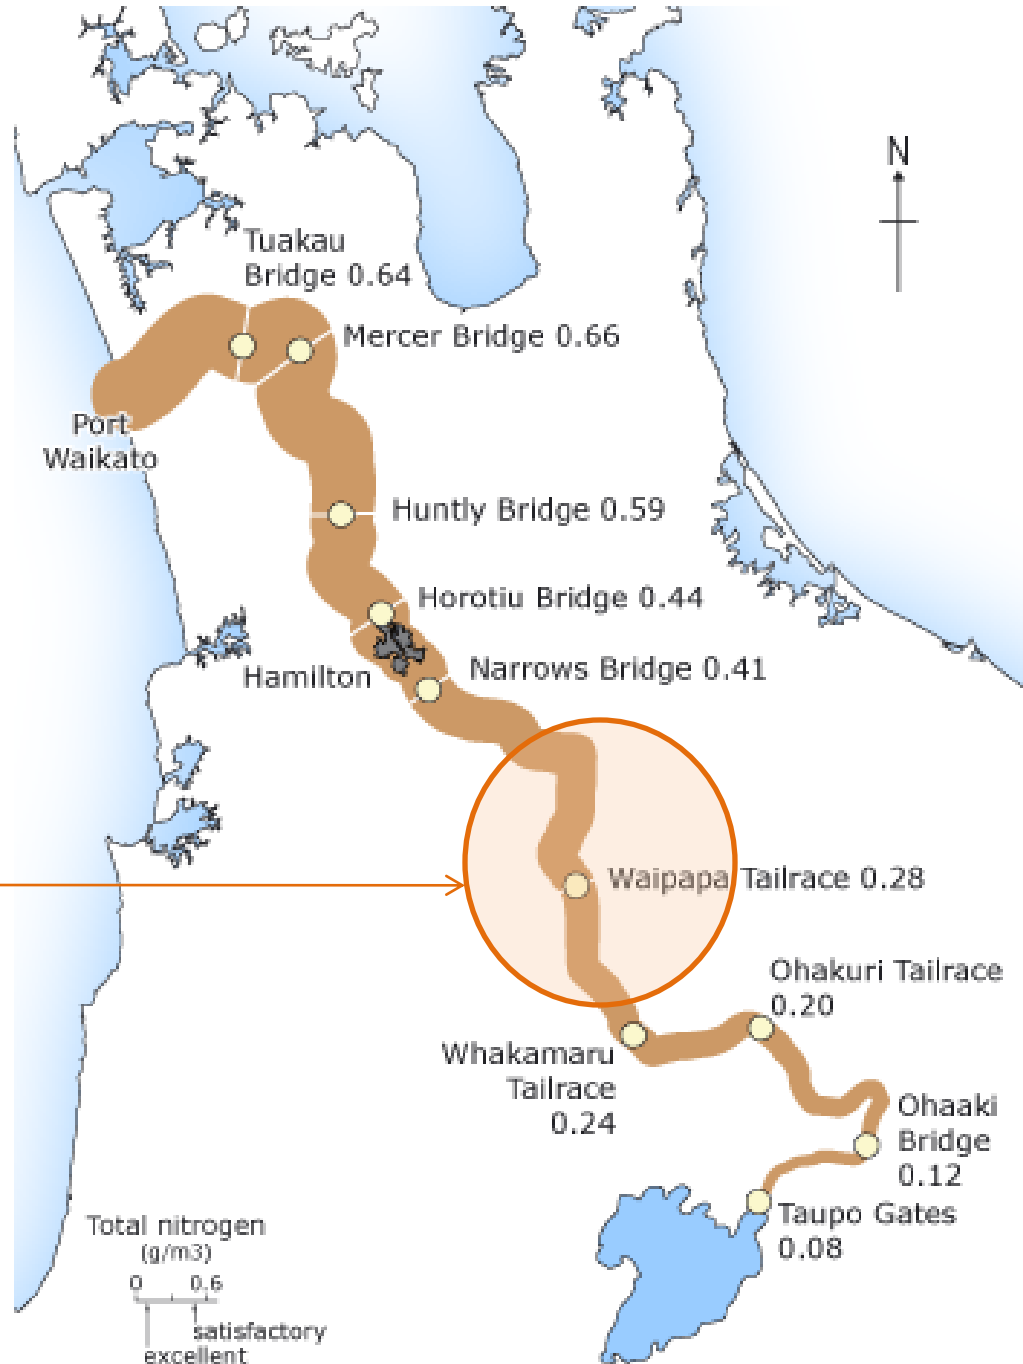 N
Tuakau
Bridge 0.64
Mercer Bridge 0.66
Port
Waikato
Huntly Bridge 0.59
Horotiu Bridge 0.44
Hamilton
Narrows Bridge 0.41
Waipapa Tailrace 0.28
Ohakuri Tailrace
0.20
Whakamaru
Tailrace
0.24
Ohaaki
Bridge
0.12
Taupo Gates
0.08
Total nitrogen
(g/m3)
0 0.6
satisfactory
excellent